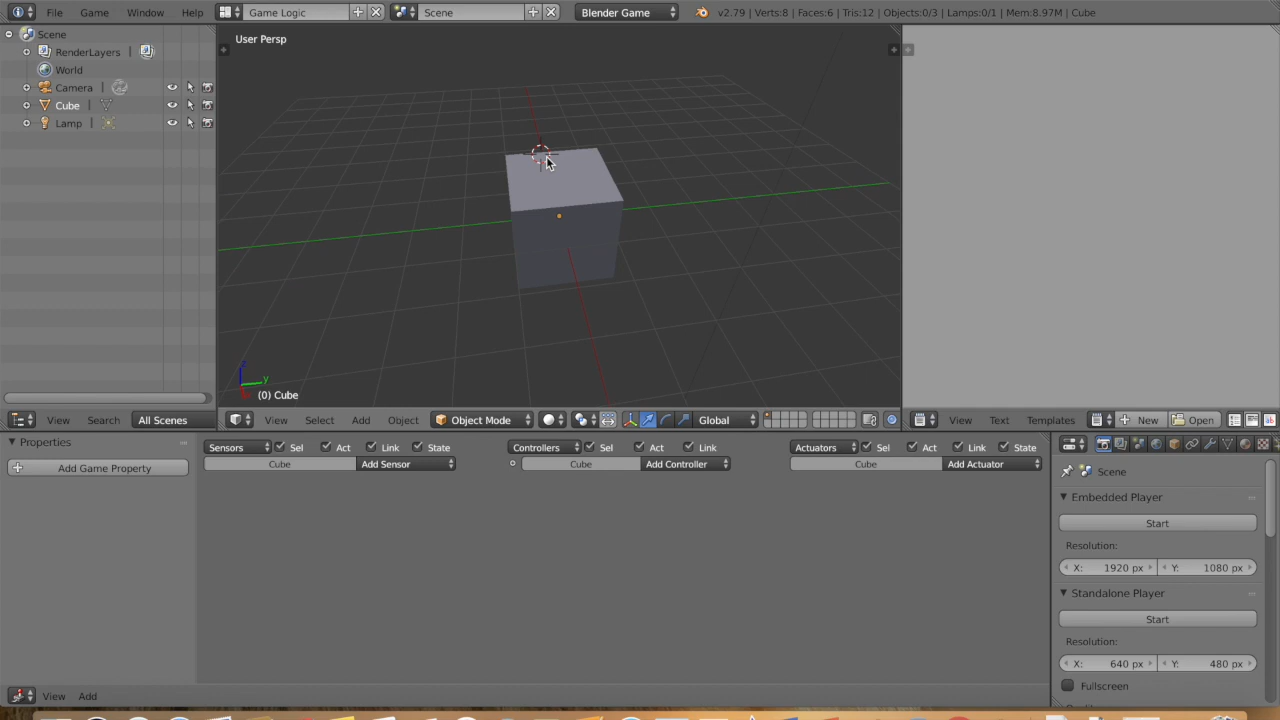 File Game Window Help Game Logic Scene Blender Game v2.79 | Verts:8 | Faces:6 | Tris:12 | Objects:0/3 | Lamps:0/1 | Mem:8.97M | Cube
Scene
RenderLayers
World
Camera
Cube
Lamp
View Search All Scenes
User Persp
z
y
(0) Cube
View Select Add Object Object Mode Global
View Text Templates New Open
Properties
Add Game Property
Sensors Sel Act Link State
Cube Add Sensor
Controllers Sel Act Link
Cube Add Controller
Actuators Sel Act Link State
Cube Add Actuator
View Add
Scene
Embedded Player
Start
Resolution:
X: 1920 px Y: 1080 px
Standalone Player
Start
Resolution:
X: 640 px Y: 480 px
Fullscreen